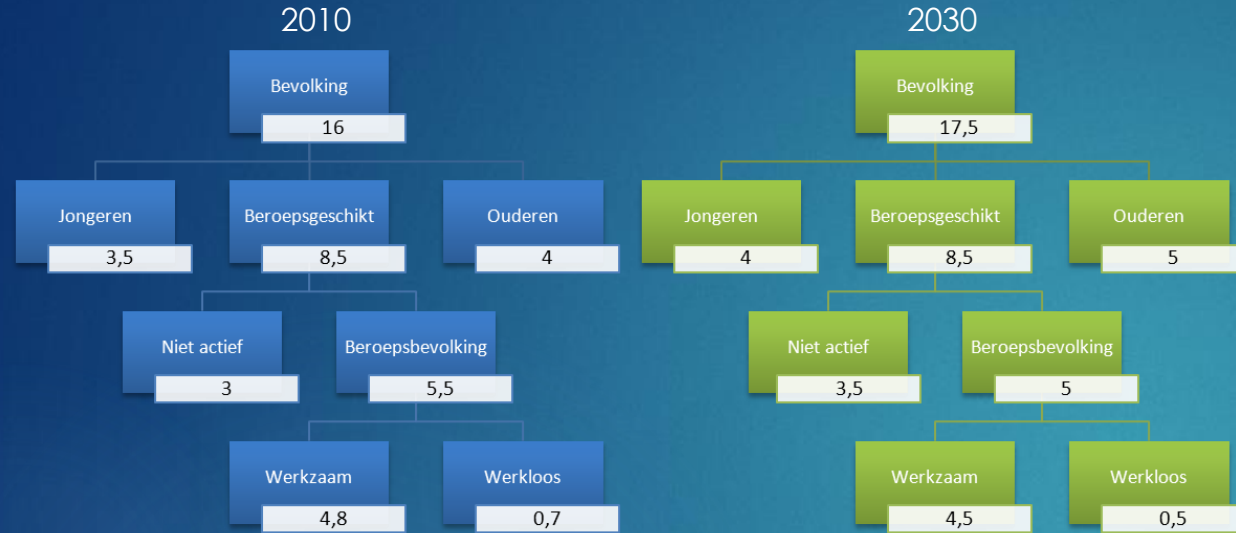 2010
Bevolking
16
Jongeren
3,5
Beroepsgeschikt
8,5
Ouderen
4
Niet actief
3
Beroepsbevolking
5,5
Werkzaam
4,8
Werkloos
0,7
2030
Bevolking
17,5
Jongeren
4
Beroepsgeschikt
8,5
Ouderen
5
Niet actief
3,5
Beroepsbevolking
5
Werkzaam
4,5
Werkloos
0,5